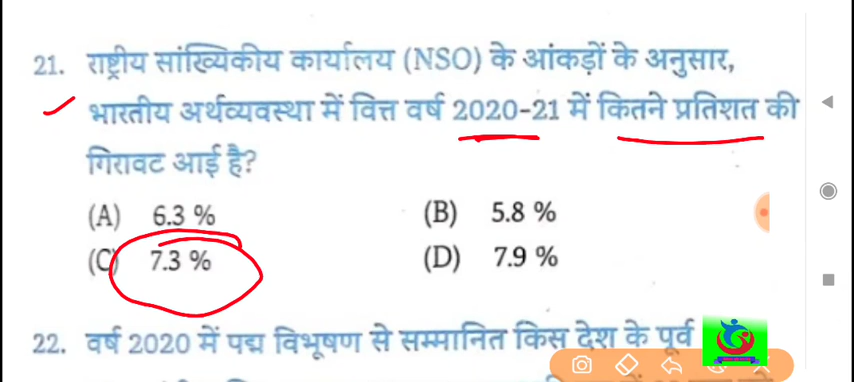 21. राष्ट्रीय सांख्यिकीय कार्यालय (NSO) के आंकड़ों के अनुसार,
भारतीय अर्थव्यवस्था में वित्त वर्ष 2020-21 में कितने प्रतिशत की
गिरावट आई है?
(A) 6.3 % (B) 5.8 %
(C) 7.3 % (D) 7.9 %
22. वर्ष 2020 में पद्म विभूषण से सम्मानित किस देश के पूर्व